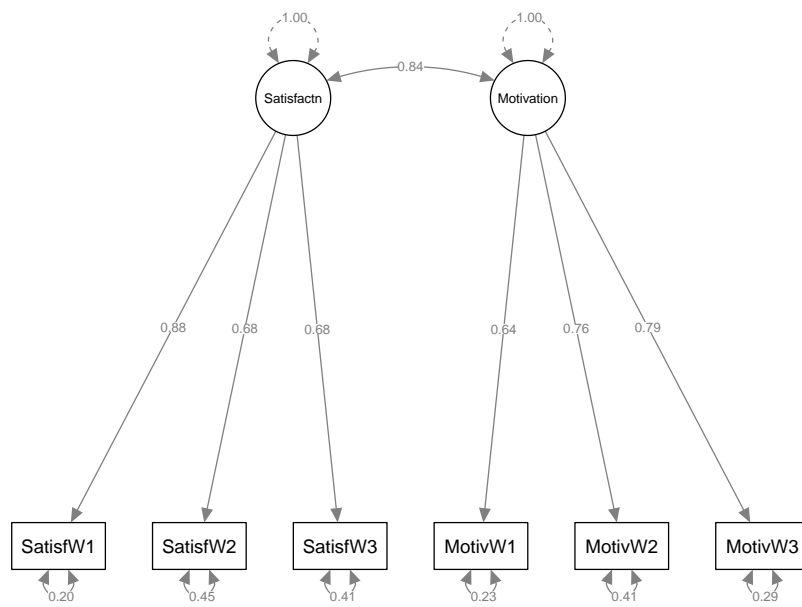 1.00 1.00
0.84
Satisfactn Motivation
0.88 0.68 0.68 0.64 0.76 0.79
SatisfW1 SatisfW2 SatisfW3 MotivW1 MotivW2 MotivW3
0.20 0.45 0.41 0.23 0.41 0.29